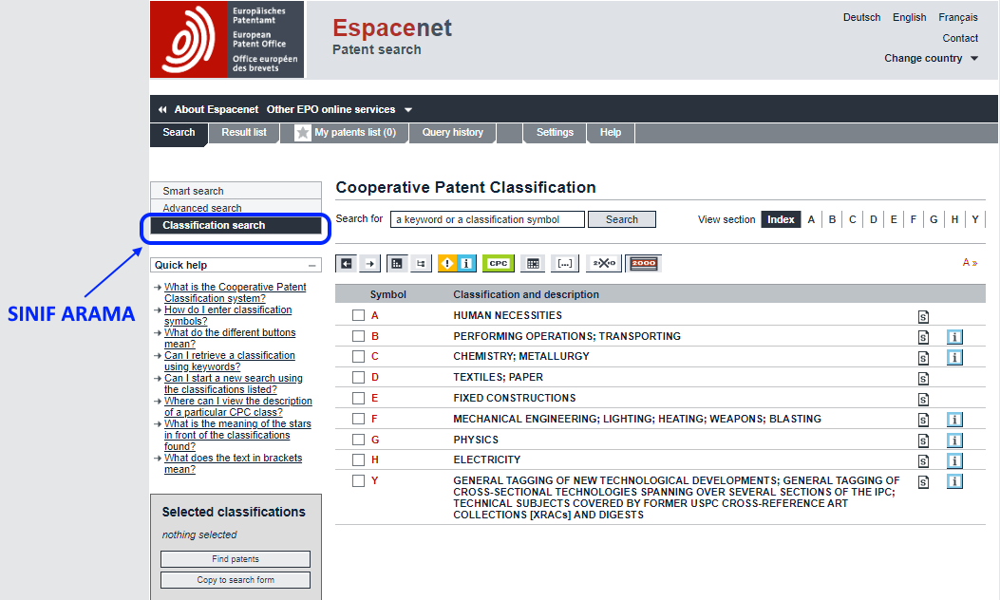 Europäisches
Patentamt
European
Patent Office
Office européen
des brevets
Espacenet
Patent search
Deutsch English Français
Contact
Change country
About Espacenet Other EPO online services
Search Result list My patents list (0) Query history Settings Help
Smart search
Advanced search
Classification search
SINIF ARAMA
Quick help
What is the Cooperative Patent
Classification system?
How do I enter classification
symbols?
What do the different buttons
mean?
Can I retrieve a classification
using keywords?
Can I start a new search using
the classifications listed?
Where can I view the description
of a particular CPC class?
What is the meaning of the stars
in front of the classifications
found?
What does the text in brackets
mean?
Selected classifications
nothing selected
Find patents
Copy to search form
Cooperative Patent Classification
Search for a keyword or a classification symbol Search View section Index A B C D E F G H Y
! i CPC [...] 2000 A »
Symbol Classification and description
A HUMAN NECESSITIES S
B PERFORMING OPERATIONS; TRANSPORTING S i
C CHEMISTRY; METALLURGY S i
D TEXTILES; PAPER S
E FIXED CONSTRUCTIONS S
F MECHANICAL ENGINEERING; LIGHTING; HEATING; WEAPONS; BLASTING S i
G PHYSICS S i
H ELECTRICITY S i
Y GENERAL TAGGING OF NEW TECHNOLOGICAL DEVELOPMENTS; GENERAL TAGGING OF S i
CROSS-SECTIONAL TECHNOLOGIES SPANNING OVER SEVERAL SECTIONS OF THE IPC;
TECHNICAL SUBJECTS COVERED BY FORMER USPC CROSS-REFERENCE ART
COLLECTIONS [XRACs] AND DIGESTS